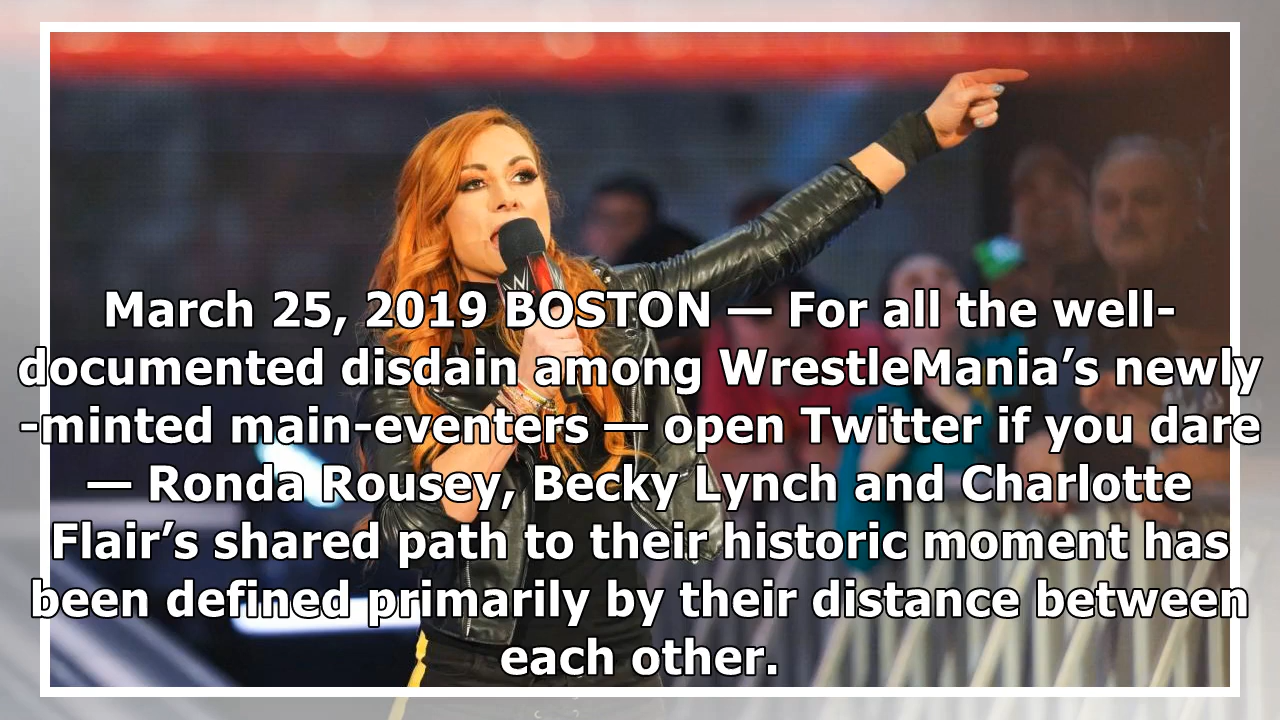 March 25, 2019 BOSTON — For all the well-
documented disdain among WrestleMania’s newly
-minted main-eventers — open Twitter if you dare
— Ronda Rousey, Becky Lynch and Charlotte
Flair’s shared path to their historic moment has
been defined primarily by their distance between
each other.